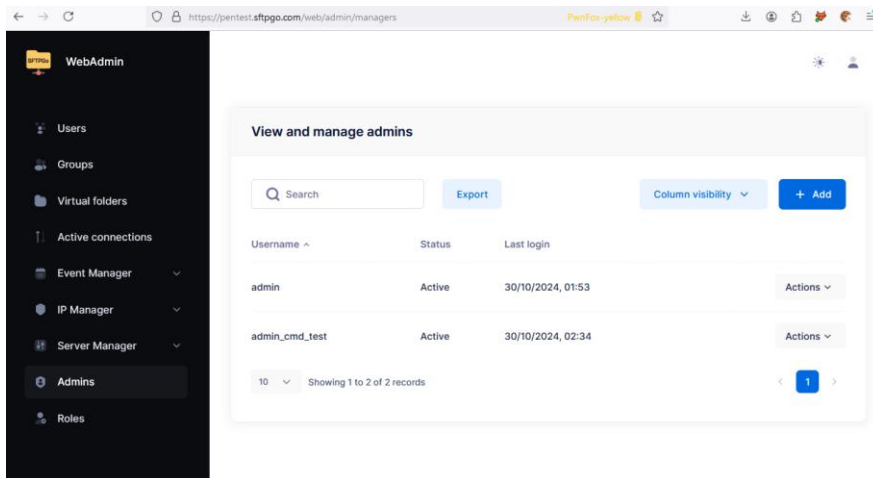 https://pentest.sftpgo.com/web/admin/managers
PwnFox-yellow
SFTPGo
WebAdmin
Users
Groups
Virtual folders
Active connections
Event Manager
IP Manager
Server Manager
Admins
Roles
View and manage admins
Search Export Column visibility + Add
Username Status Last login
admin Active 30/10/2024, 01:53 Actions
admin_cmd_test Active 30/10/2024, 02:34 Actions
10 Showing 1 to 2 of 2 records 1